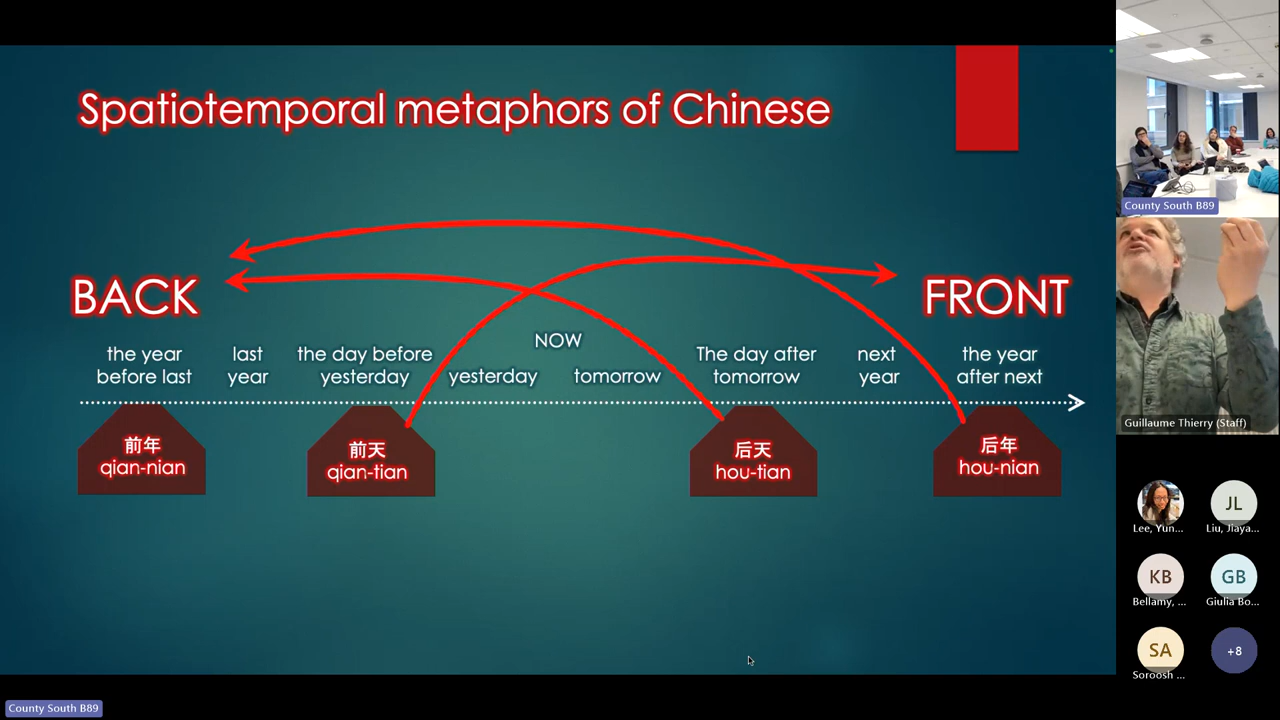 Spatiotemporal metaphors of Chinese
BACK
FRONT
NOW
the year
before last
last
year
the day before
yesterday
yesterday
tomorrow
The day after
tomorrow
next
year
the year
after next
前年
qian-nian
前天
qian-tian
后天
hou-tian
后年
hou-nian
County South B89
Guillaume Thierry (Staff)
Lee, Yun...
JL
Liu, Jiaya...
KB
Bellamy, ...
GB
Giulia Bo...
SA
Soroosh ...
+8
County South B89